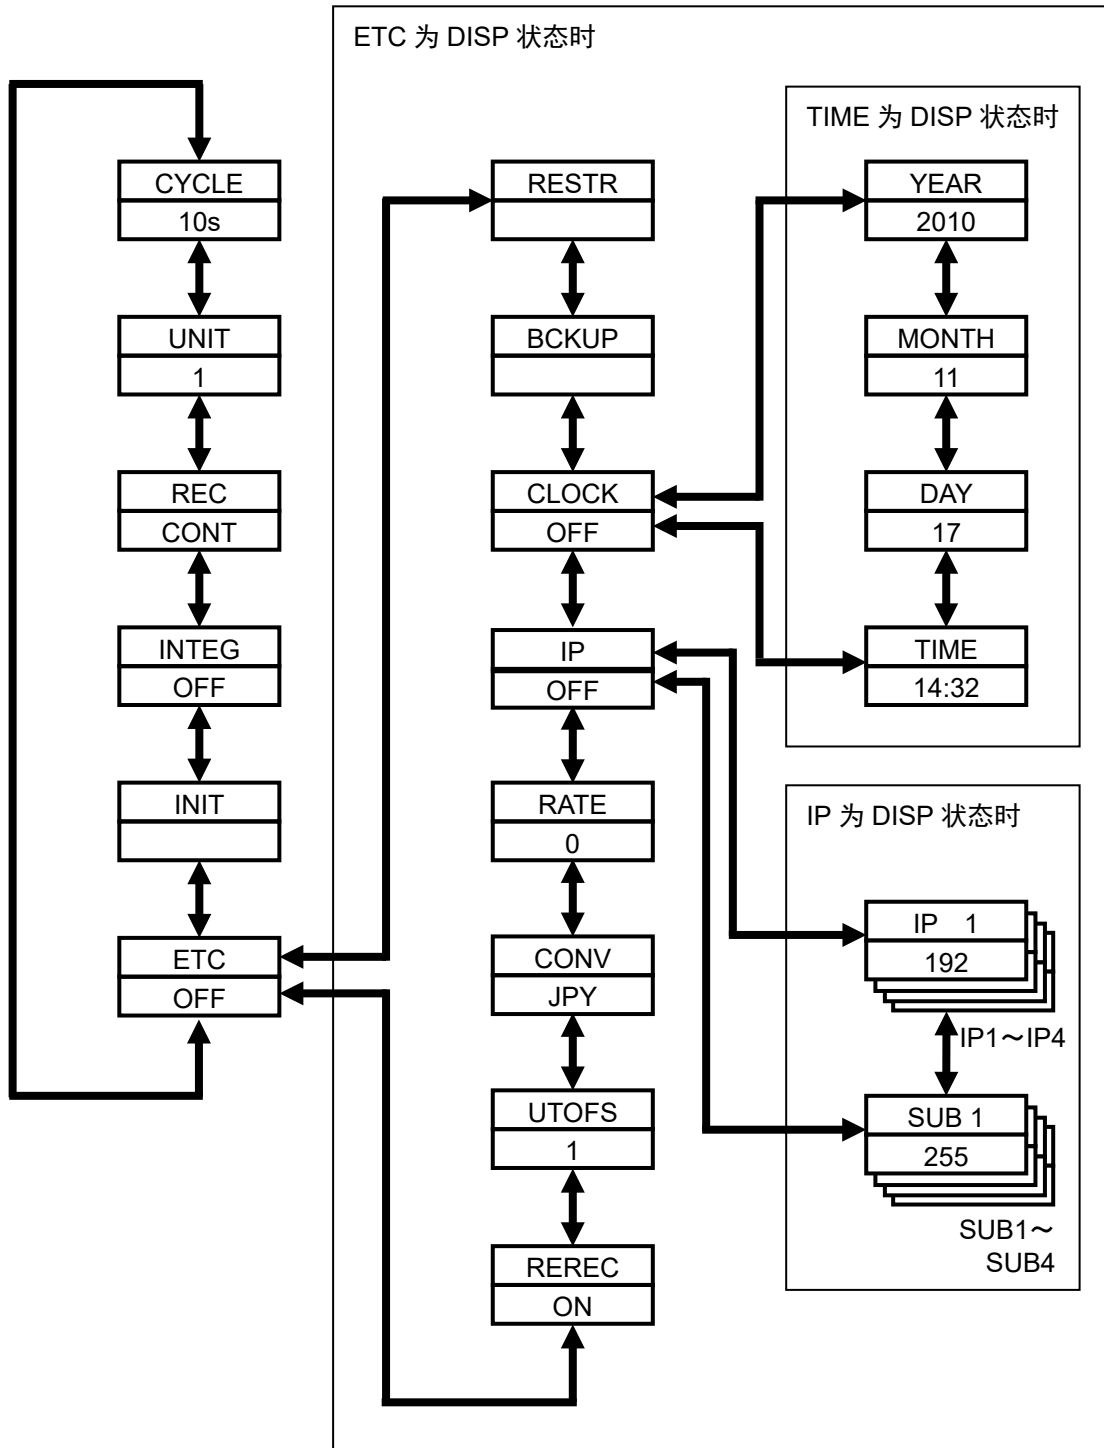 ETC 为 DISP 状态时
CYCLE
10s
UNIT
1
REC
CONT
INTEG
OFF
INIT
ETC
OFF
RESTR
BCKUP
CLOCK
OFF
IP
OFF
RATE
0
CONV
JPY
UTOFS
1
REREC
ON
TIME 为 DISP 状态时
YEAR
2010
MONTH
11
DAY
17
TIME
14:32
IP 为 DISP 状态时
IP 1
192
IP1～IP4
SUB 1
255
SUB1～
SUB4